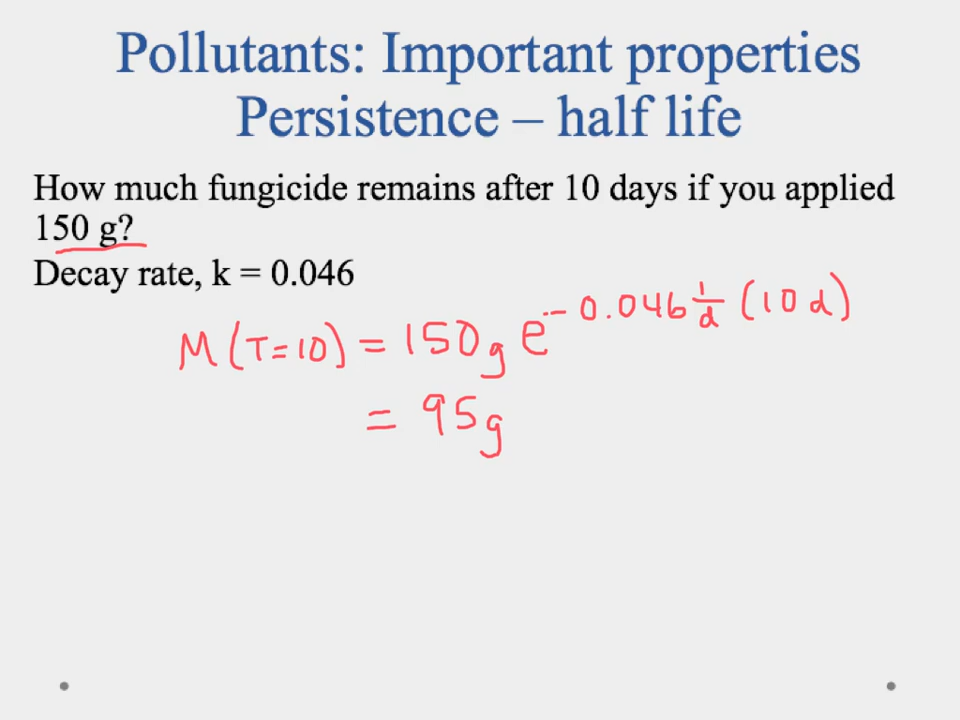 Pollutants: Important properties
Persistence – half life
How much fungicide remains after 10 days if you applied
150 g?
Decay rate, k = 0.046
M(T=10) = 150g e^{-0.046 1/d (10d)}
= 95g